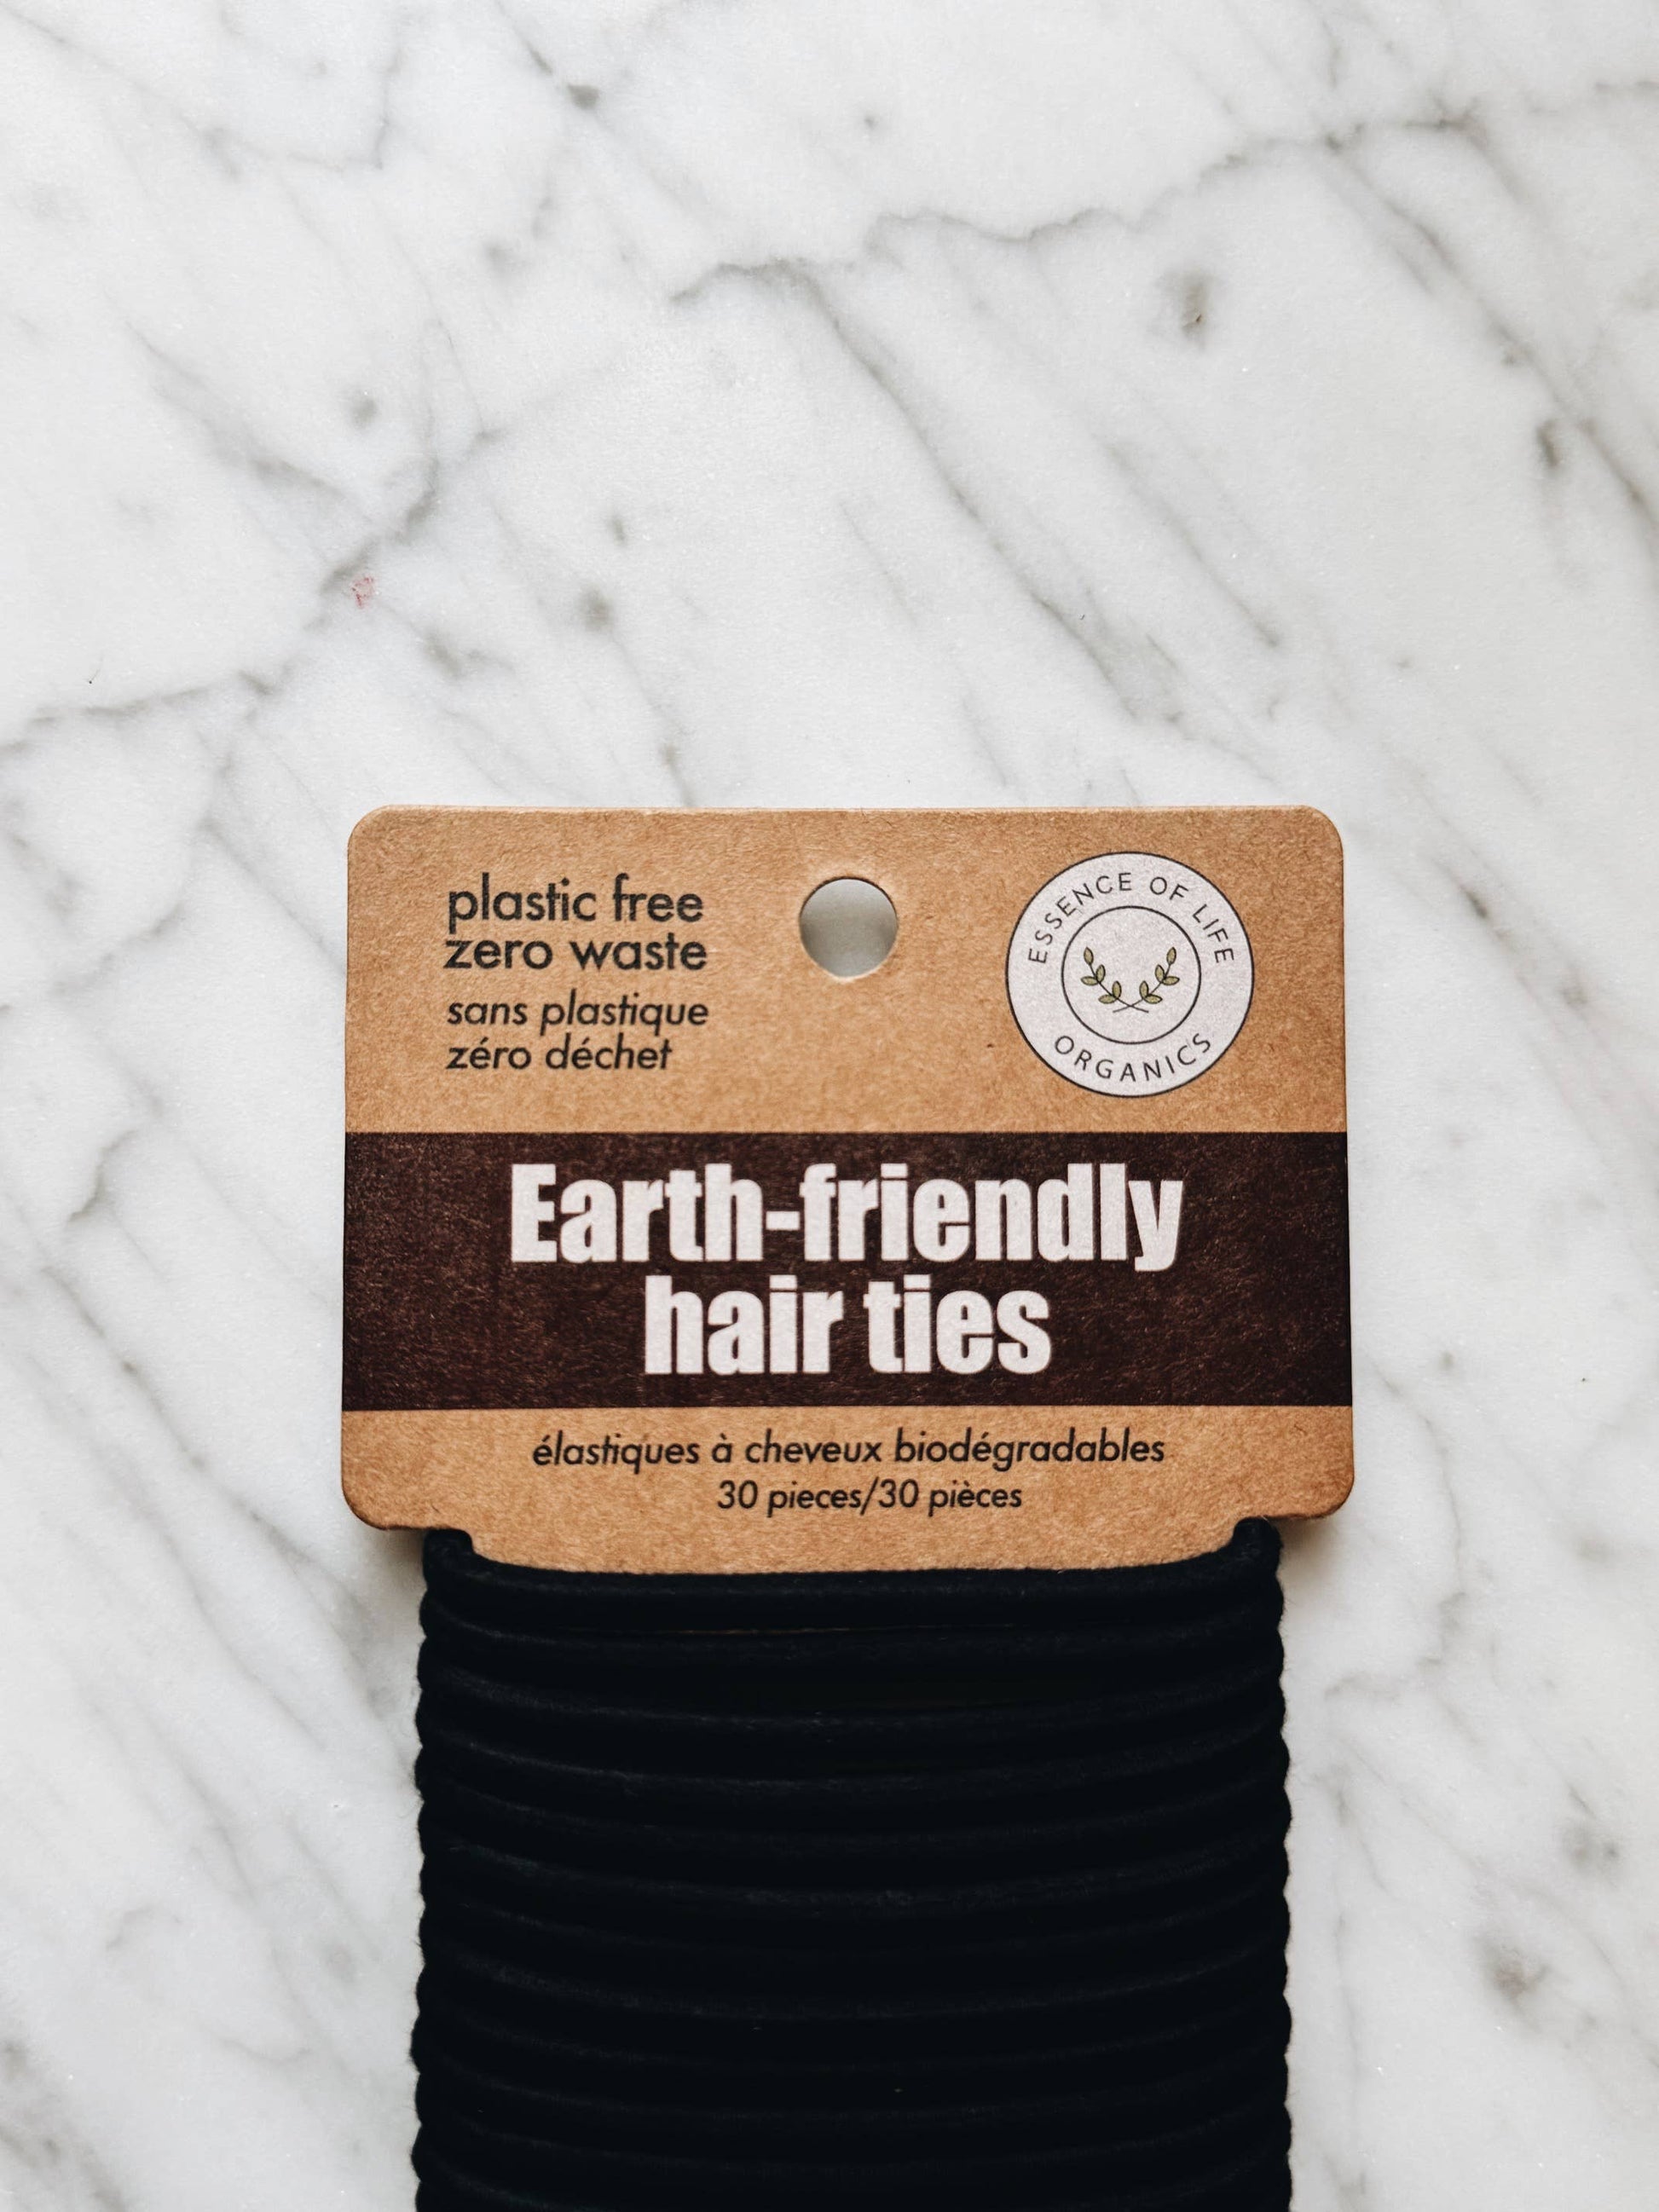 plastic free
zero waste
sans plastique
zéro déchet
ESSENCE OF LIFE
ORGANICS
Earth-friendly
hair ties
élastiques à cheveux biodégradables
30 pieces/30 pièces